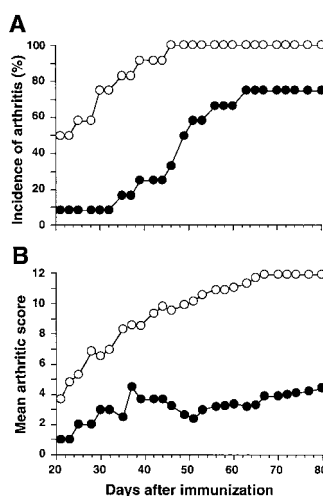 A
Incidence of arthritis (%)
100
80
60
40
20
0
B
Mean arthritic score
12
10
8
6
4
2
0
20 30 40 50 60 70 80
Days after immunization